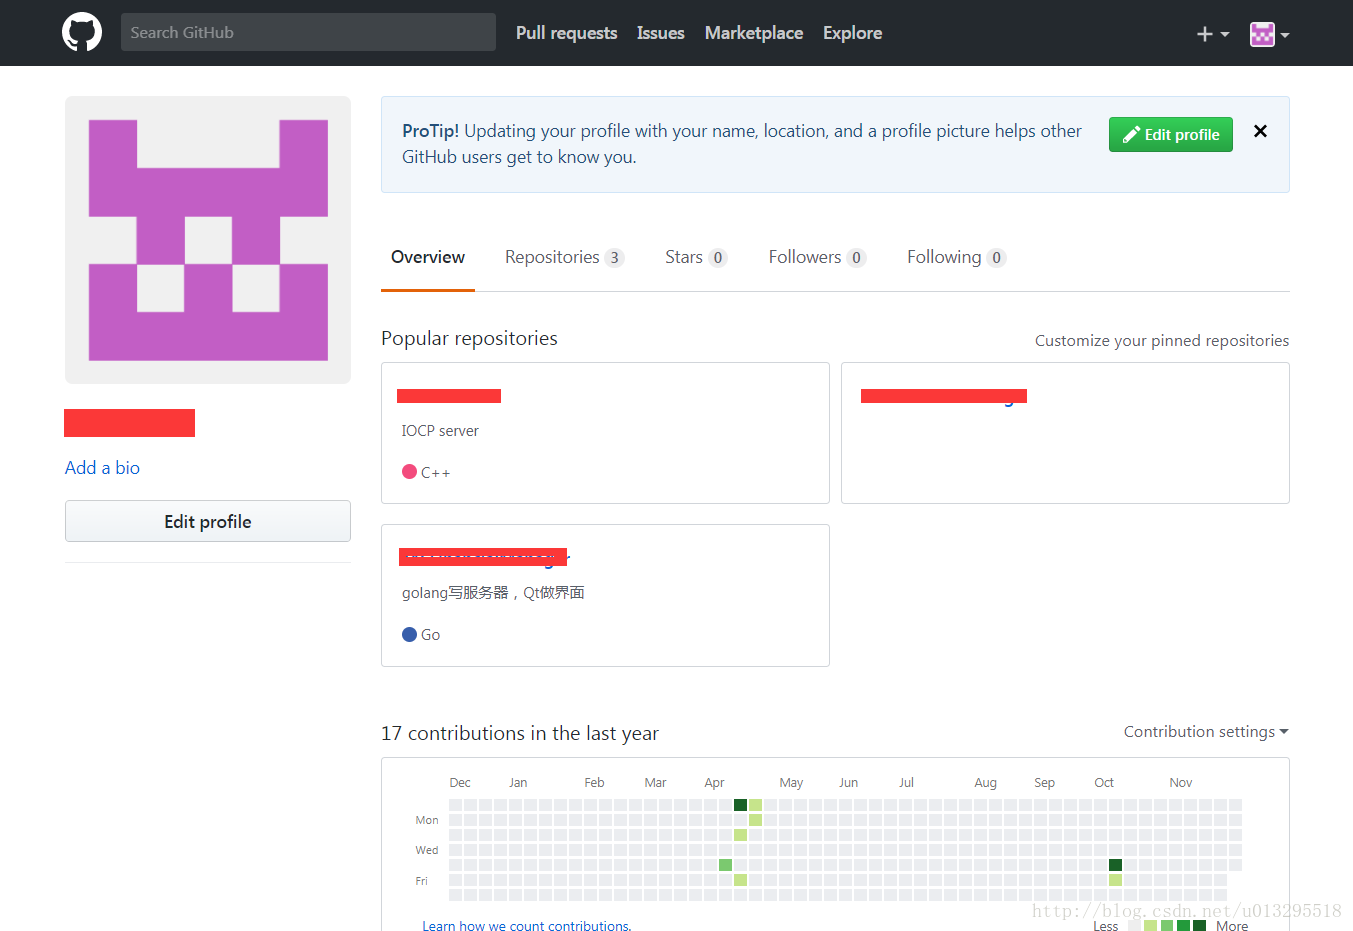 Search GitHub
Pull requests Issues Marketplace Explore
ProTip! Updating your profile with your name, location, and a profile picture helps other
GitHub users get to know you.
Edit profile
Overview Repositories 3 Stars 0 Followers 0 Following 0
Popular repositories
Customize your pinned repositories
IOCP server
C++
golang写服务器，Qt做界面
Go
Add a bio
Edit profile
17 contributions in the last year
Contribution settings
Dec Jan Feb Mar Apr May Jun Jul Aug Sep Oct Nov
Mon
Wed
Fri
Learn how we count contributions.
Less More
http://blog.csdn.net/u013295518